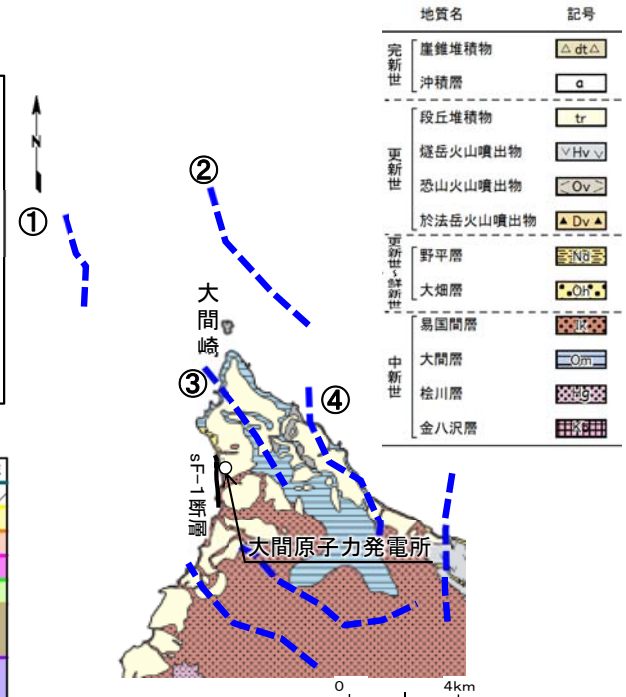 地質名 記号
完新世
崖錐堆積物 dt
沖積層 a
更新世
段丘堆積物 tr
燧岳火山噴出物 Hv
恐山火山噴出物 Ov
於法岳火山噴出物 Dv
更新世~鮮新世
野平層 Nd
大畑層 Oh
中新世
易国間層 Ik
大間層 Om
桧川層 Hg
金八沢層
N
①
②
大間崎
③
④
sF-1断層
大間原子力発電所
0 4km